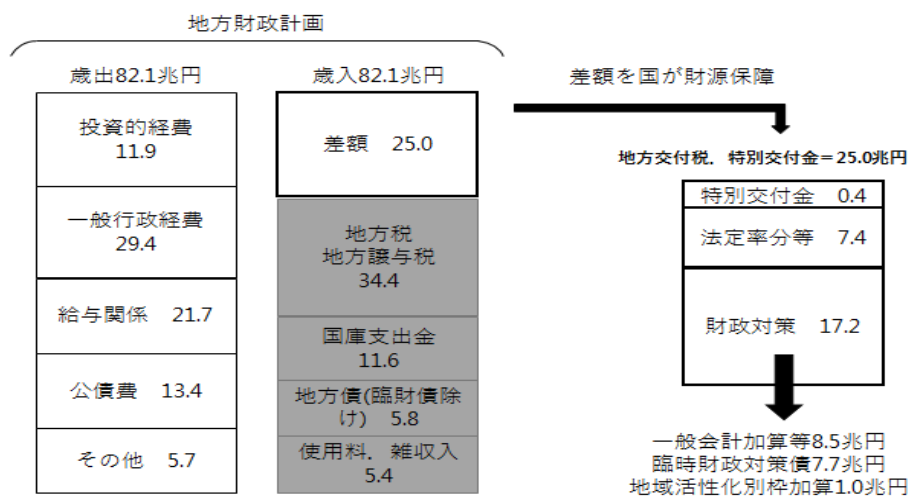 地方財政計画
歳出82.1兆円
投資的経費
11.9
一般行政経費
29.4
給与関係 21.7
公債費 13.4
その他 5.7
歳入82.1兆円
差額 25.0
地方税
地方譲与税
34.4
国庫支出金
11.6
地方債(臨財債除
け) 5.8
使用料．雑収入
5.4
差額を国が財源保障
地方交付税．特別交付金＝25.0兆円
特別交付金 0.4
法定率分等 7.4
財政対策 17.2
一般会計加算等8.5兆円
臨時財政対策債7.7兆円
地域活性化別枠加算1.0兆円